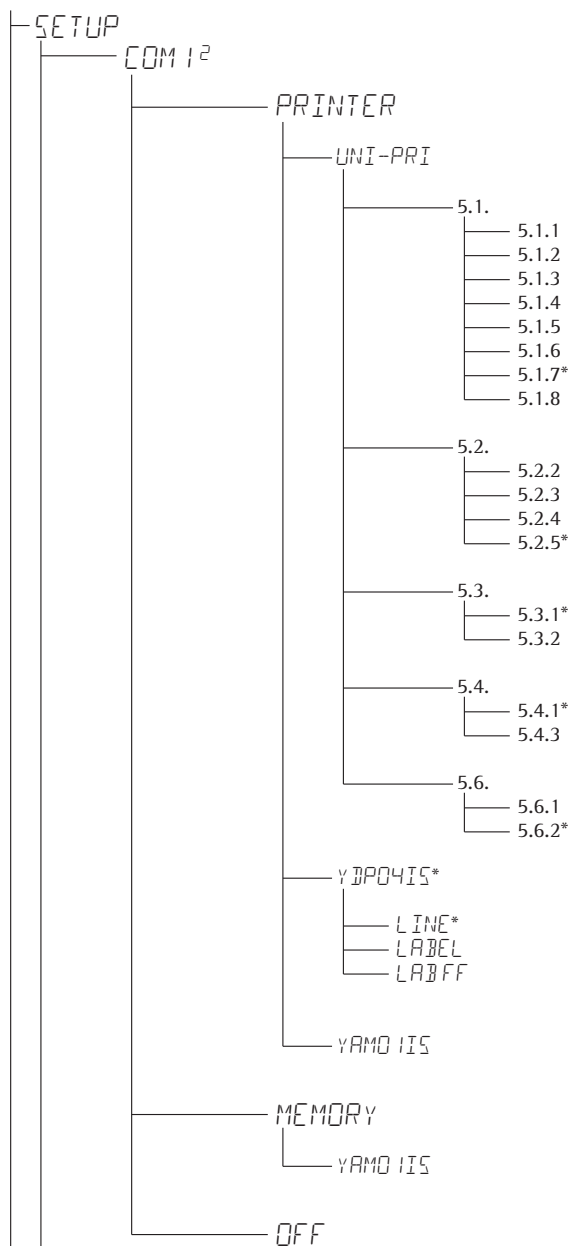 SETUP
COM1²
PRINTER
UNI-PRI
5.1.
5.1.1
5.1.2
5.1.3
5.1.4
5.1.5
5.1.6
5.1.7*
5.1.8
5.2.
5.2.2
5.2.3
5.2.4
5.2.5*
5.3.
5.3.1*
5.3.2
5.4.
5.4.1*
5.4.3
5.6.
5.6.1
5.6.2*
YDP04IS*
LINE*
LABEL
LABFF
YAMO1IS
MEMORY
YAMO1IS
OFF